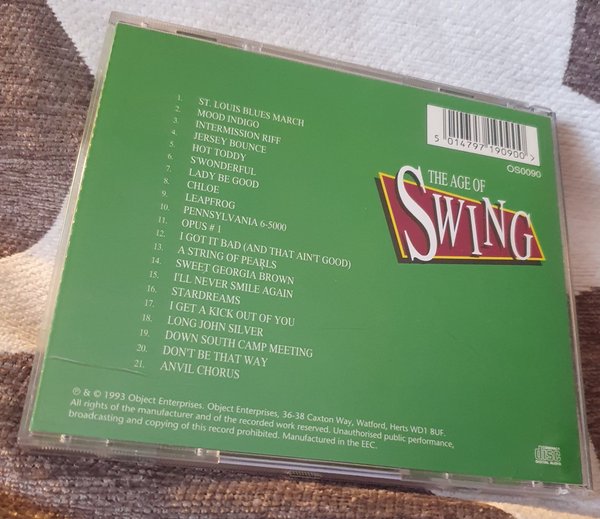 1. ST. LOUIS BLUES MARCH
2. MOOD INDIGO
3. INTERMISSION RIFF
4. JERSEY BOUNCE
5. HOT TODDY
6. S'WONDERFUL
7. LADY BE GOOD
8. CHLOE
9. LEAPFROG
10. PENNSYLVANIA 6-5000
11. OPUS # 1
12. I GOT IT BAD (AND THAT AIN'T GOOD)
13. A STRING OF PEARLS
14. SWEET GEORGIA BROWN
15. I'LL NEVER SMILE AGAIN
16. STARDREAMS
17. I GET A KICK OUT OF YOU
18. LONG JOHN SILVER
19. DOWN SOUTH CAMP MEETING
20. DON'T BE THAT WAY
21. ANVIL CHORUS
5 014797 190900 >
OS0090
THE AGE OF
SWING
℗ & © 1993 Object Enterprises. Object Enterprises, 36-38 Caxton Way, Watford, Herts WD1 8UF.
All rights of the manufacturer and of the recorded work reserved. Unauthorised public performance,
broadcasting and copying of this record prohibited. Manufactured in the EEC.
COMPACT
disc
DIGITAL AUDIO